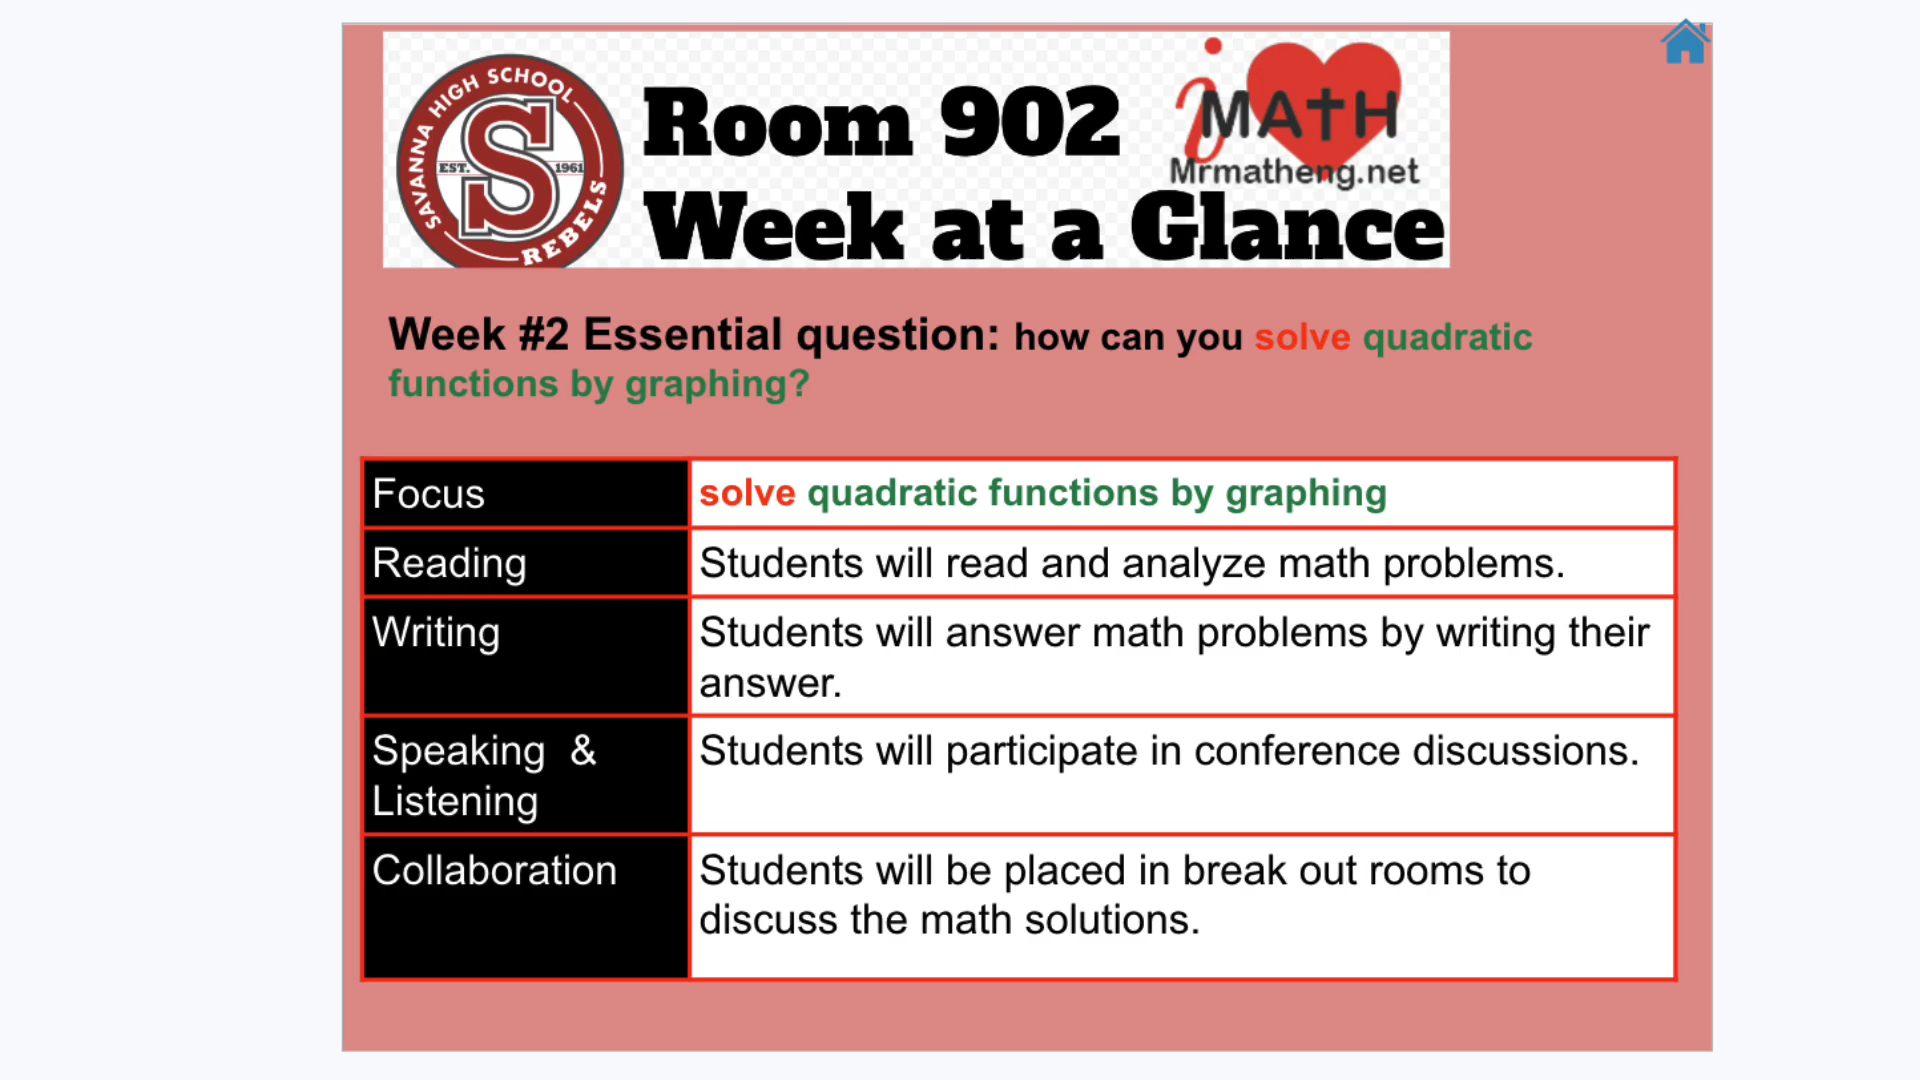 SAVANNA HIGH SCHOOL
EST. 1961
S
REBELS
Room 902
Week at a Glance
i MATH
Mrmatheng.net
Week #2 Essential question: how can you solve quadratic
functions by graphing?
Focus
solve quadratic functions by graphing
Reading
Students will read and analyze math problems.
Writing
Students will answer math problems by writing their
answer.
Speaking & 
Listening
Students will participate in conference discussions.
Collaboration
Students will be placed in break out rooms to
discuss the math solutions.